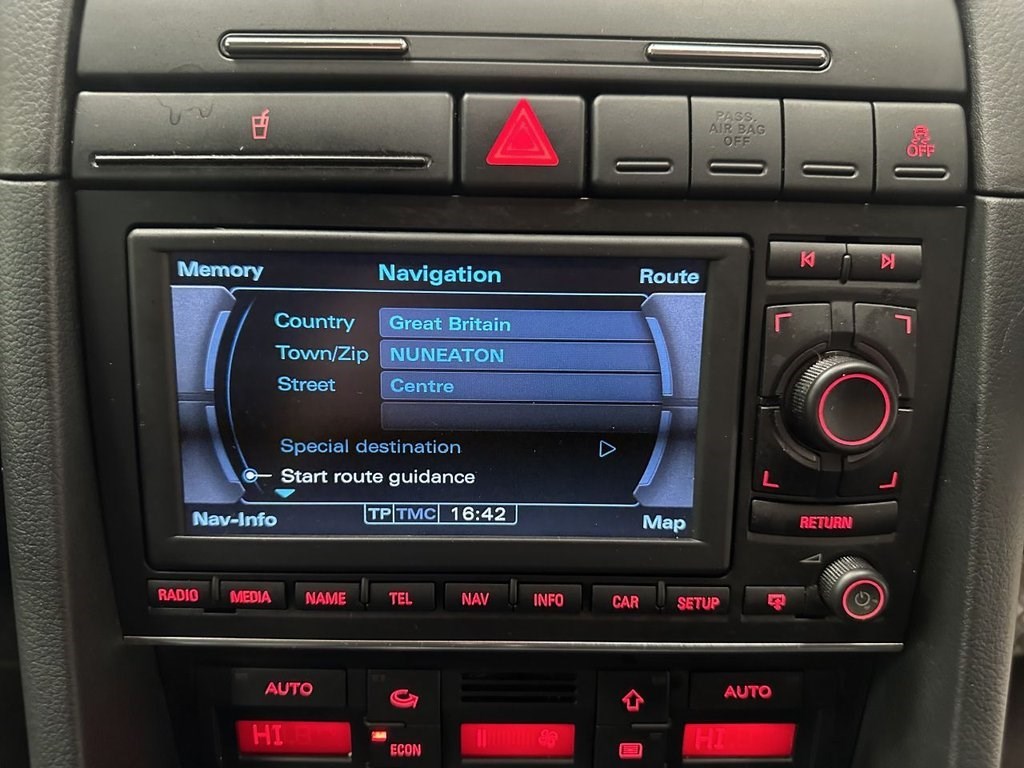 PASS.
AIR BAG
OFF
OFF
Memory Navigation Route
Country Great Britain
Town/Zip NUNEATON
Street Centre
Special destination
Start route guidance
Nav-Info TP TMC 16:42 Map
RETURN
RADIO MEDIA NAME TEL NAV INFO CAR SETUP
AUTO AUTO
HI HI
ECON